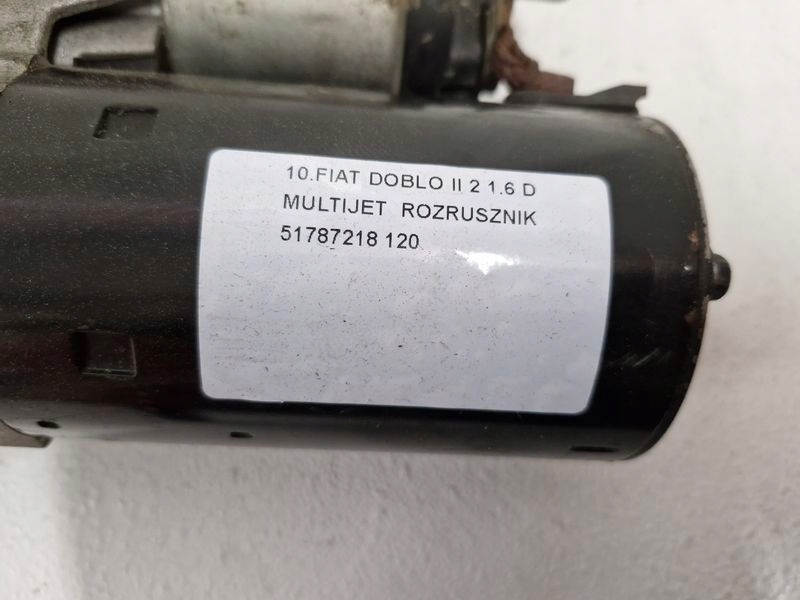 10.FIAT DOBLO II 2 1.6 D
MULTIJET ROZRUSZNIK
51787218 120